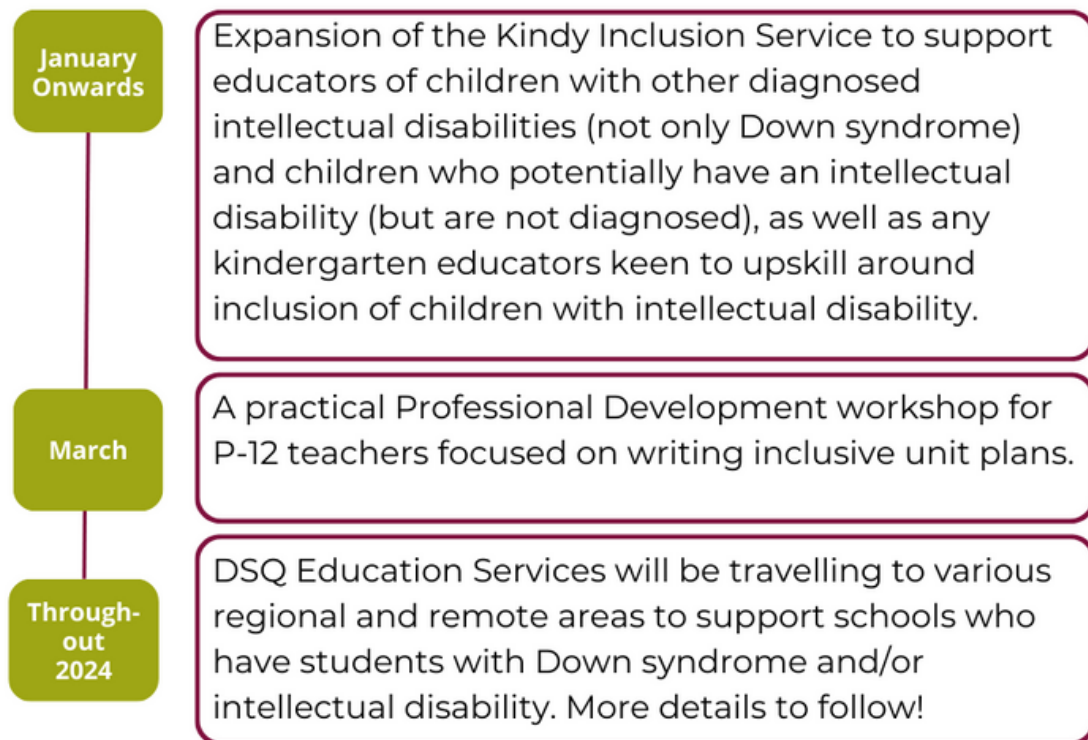 January
Onwards
Expansion of the Kindy Inclusion Service to support
educators of children with other diagnosed
intellectual disabilities (not only Down syndrome)
and children who potentially have an intellectual
disability (but are not diagnosed), as well as any
kindergarten educators keen to upskill around
inclusion of children with intellectual disability.
March
A practical Professional Development workshop for
P-12 teachers focused on writing inclusive unit plans.
Through-
out
2024
DSQ Education Services will be travelling to various
regional and remote areas to support schools who
have students with Down syndrome and/or
intellectual disability. More details to follow!